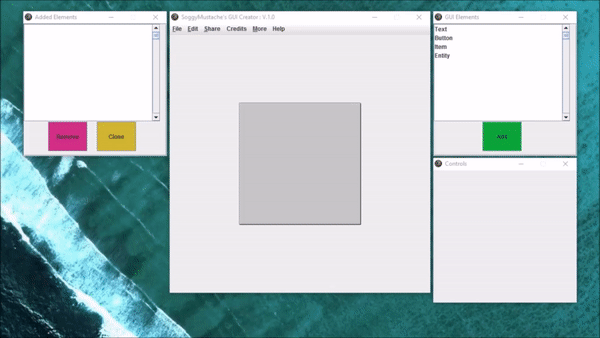 Added Elements
Remove
Clone
SoggyMustache's GUI Creator : V.1.0
File Edit Share Credits More Help
GUI Elements
Text
Button
Item
Entity
Add
Controls